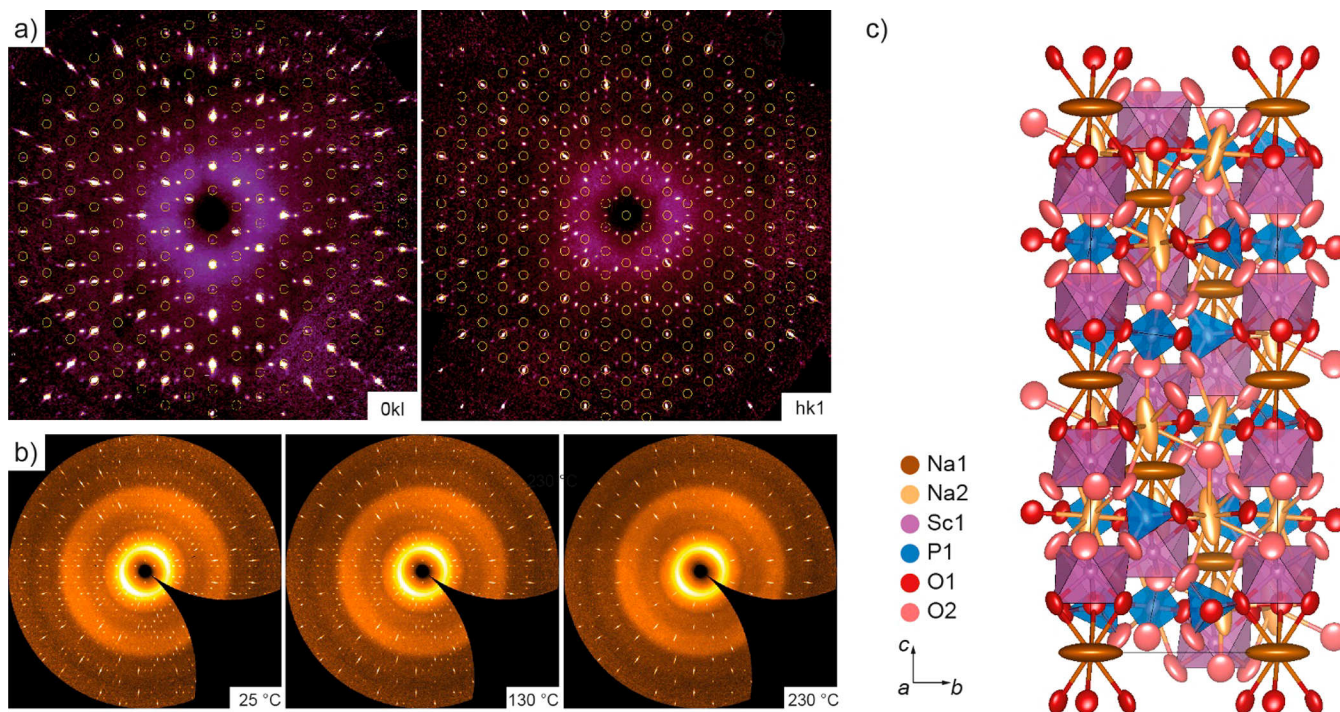 a)
0kl
hk1
b)
25 °C
130 °C
230 °C
230 °C
c)
Na1
Na2
Sc1
P1
O1
O2
c
a
b